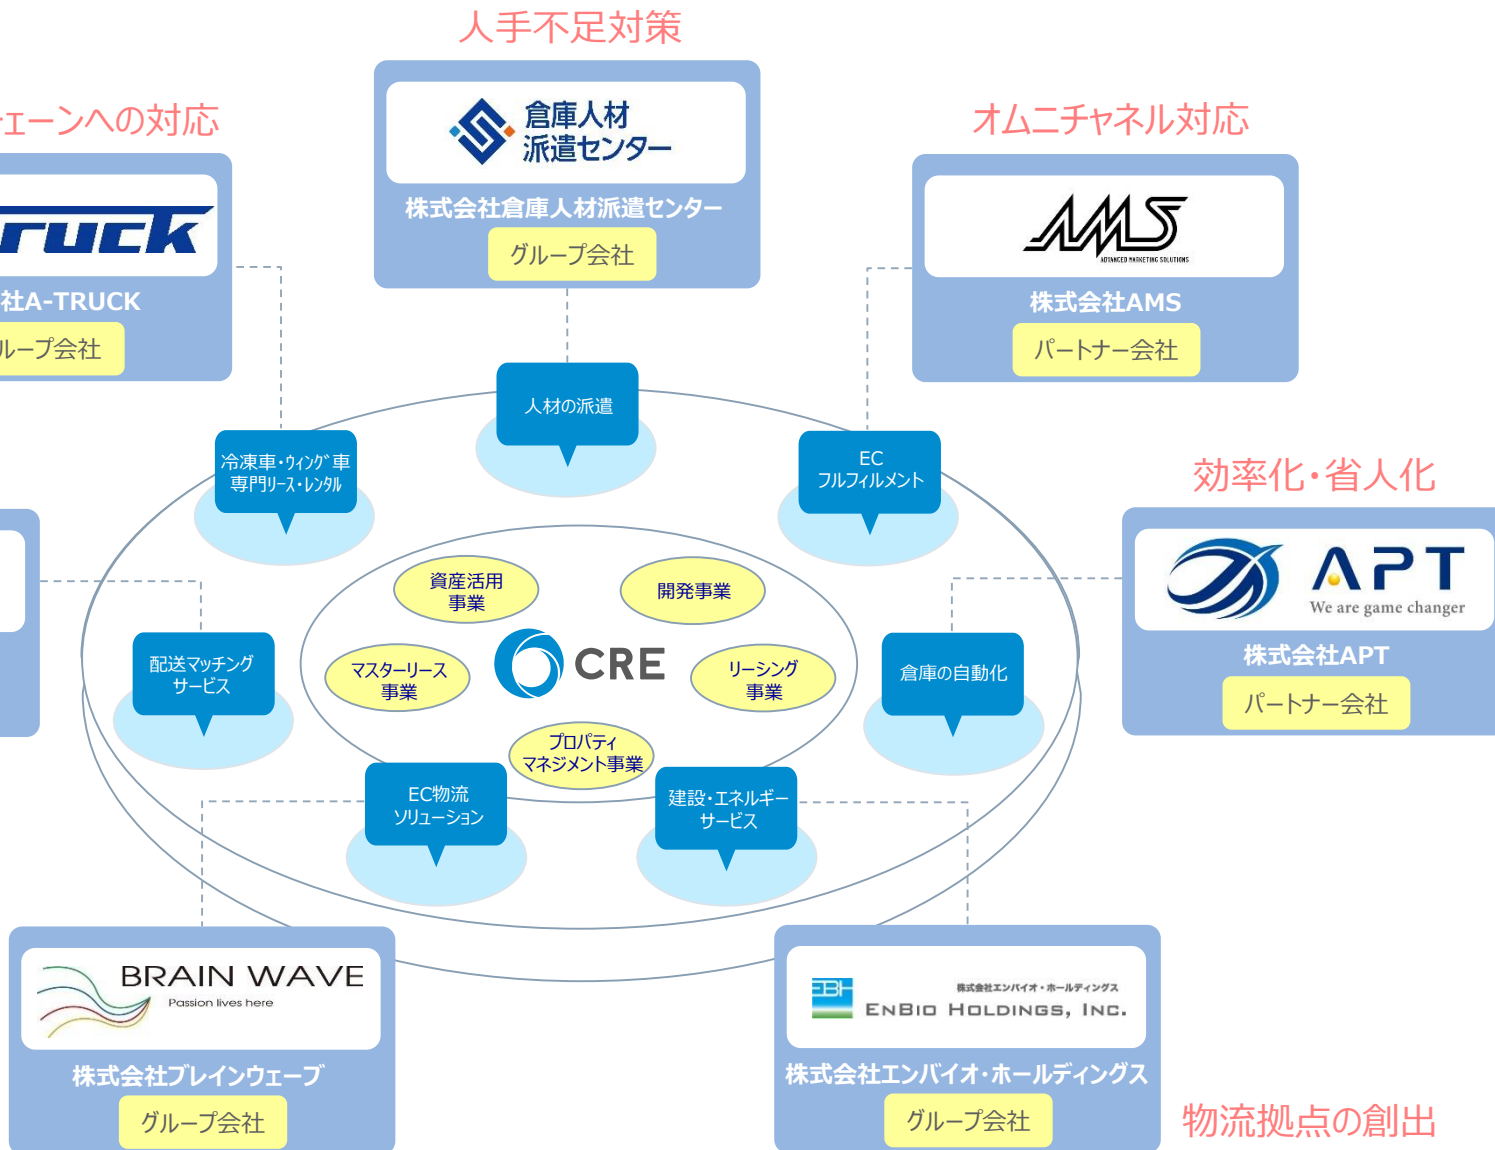 人手不足対策
倉庫人材
派遣センター
株式会社倉庫人材派遣センター
グループ会社
ェーンへの対応
TRUCK
社A-TRUCK
ループ会社
オムニチャネル対応
AMS
ADVANCED MARKETING SOLUTIONS
株式会社AMS
パートナー会社
人材の派遣
冷凍車・ウィング車
専門リース・レンタル
EC
フルフィルメント
効率化・省人化
APT
We are game changer
株式会社APT
パートナー会社
資産活用
事業
開発事業
CRE
マスターリース
事業
リーシング
事業
プロパティ
マネジメント事業
配送マッチング
サービス
倉庫の自動化
EC物流
ソリューション
建設・エネルギー
サービス
BRAIN WAVE
Passion lives here
株式会社ブレインウェーブ
グループ会社
EBH
株式会社エンバイオ・ホールディングス
ENBIO HOLDINGS, INC.
株式会社エンバイオ・ホールディングス
グループ会社
物流拠点の創出